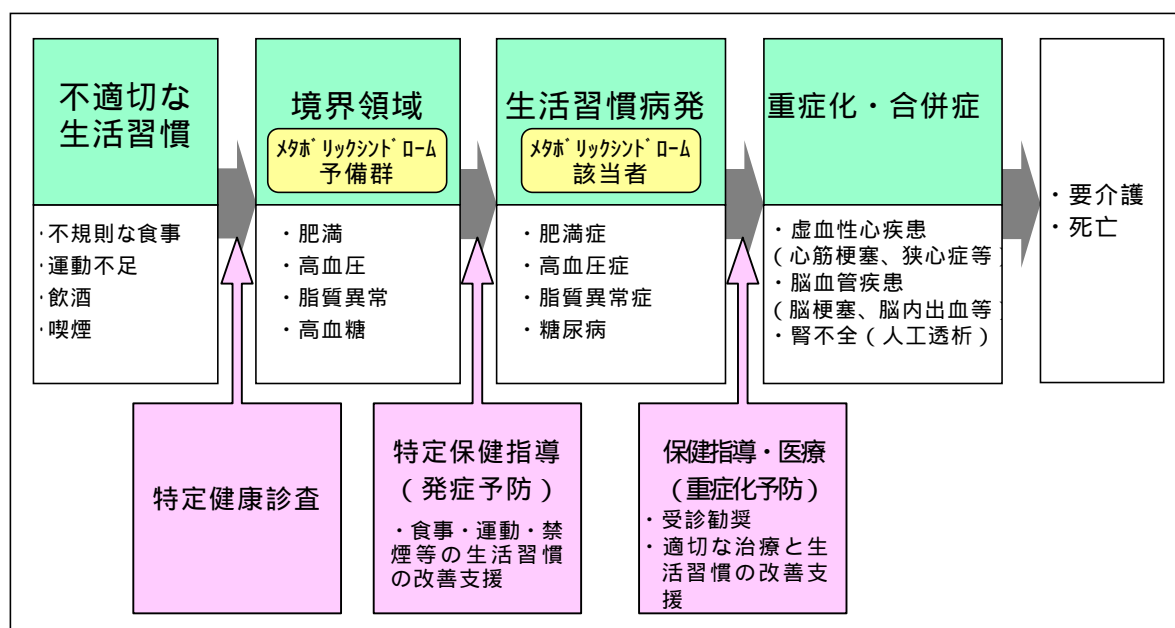 不適切な
生活習慣
・不規則な食事
・運動不足
・飲酒
・喫煙
境界領域
ﾒﾀﾎﾞﾘｯｸｼﾝﾄﾞﾛｰﾑ
予備群
・肥満
・高血圧
・脂質異常
・高血糖
生活習慣病発
ﾒﾀﾎﾞﾘｯｸｼﾝﾄﾞﾛｰﾑ
該当者
・肥満症
・高血圧症
・脂質異常症
・糖尿病
重症化・合併症
・虚血性心疾患
(心筋梗塞、狭心症等)
・脳血管疾患
(脳梗塞、脳内出血等)
・腎不全(人工透析)
・要介護
・死亡
特定健康診査
特定保健指導
(発症予防)
・食事・運動・禁
煙等の生活習慣
の改善支援
保健指導・医療
(重症化予防)
・受診勧奨
・適切な治療と生
活習慣の改善支
援